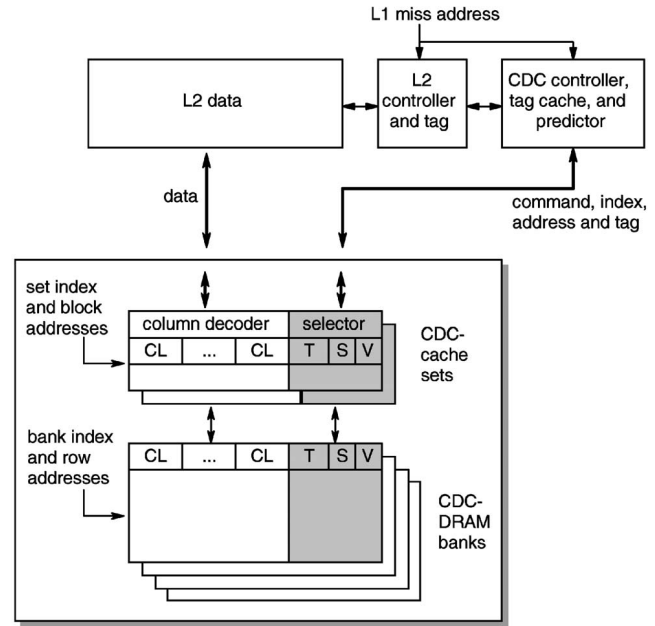 L1 miss address
L2 data
L2
controller
and tag
CDC controller,
tag cache, and
predictor
data
command, index,
address and tag
set index
and block
addresses
column decoder selector
CL ... CL T S V
CDC-
cache
sets
bank index
and row
addresses
CL ... CL T S V
CDC-
DRAM
banks